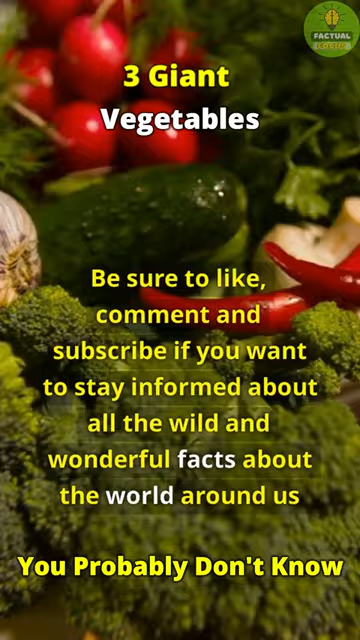 FACTUAL
3 Giant
Vegetables
Be sure to like,
comment and
subscribe if you want
to stay informed about
all the wild and
wonderful facts about
the world around us
You Probably Don't Know